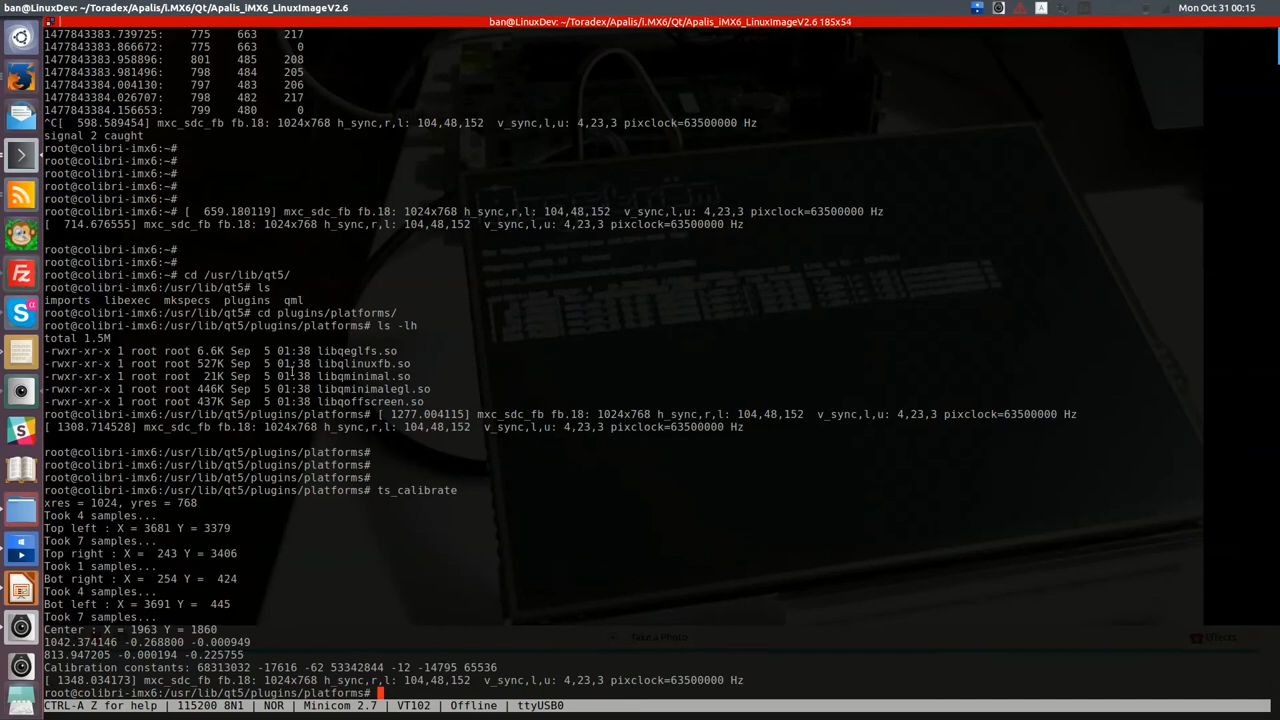 ban@LinuxDev: ~/Toradex/Apalis/i.MX6/Qt/Apalis_iMX6_LinuxImageV2.6
Mon Oct 31 00:15
ban@LinuxDev: ~/Toradex/Apalis/i.MX6/Qt/Apalis_iMX6_LinuxImageV2.6 185x54
1477843383.739725:    775    663    217
1477843383.866672:    775    663      0
1477843383.958896:    801    485    208
1477843383.981496:    798    484    205
1477843384.004130:    797    483    206
1477843384.026707:    798    482    217
1477843384.156653:    799    480      0
^C[  598.589454] mxc_sdc_fb fb.18: 1024x768 h_sync,r,l: 104,48,152  v_sync,l,u: 4,23,3 pixclock=63500000 Hz
signal 2 caught
root@colibri-imx6:~#
root@colibri-imx6:~#
root@colibri-imx6:~#
root@colibri-imx6:~#
root@colibri-imx6:~#
root@colibri-imx6:~# [  659.180119] mxc_sdc_fb fb.18: 1024x768 h_sync,r,l: 104,48,152  v_sync,l,u: 4,23,3 pixclock=63500000 Hz
[  714.676555] mxc_sdc_fb fb.18: 1024x768 h_sync,r,l: 104,48,152  v_sync,l,u: 4,23,3 pixclock=63500000 Hz
root@colibri-imx6:~#
root@colibri-imx6:~#
root@colibri-imx6:~# cd /usr/lib/qt5/
root@colibri-imx6:/usr/lib/qt5# ls
imports  libexec  mkspecs  plugins  qml
root@colibri-imx6:/usr/lib/qt5# cd plugins/platforms/
root@colibri-imx6:/usr/lib/qt5/plugins/platforms# ls -lh
total 1.5M
-rwxr-xr-x 1 root root 6.6K Sep  5 01:38 libqeglfs.so
-rwxr-xr-x 1 root root 527K Sep  5 01:38 libqlinuxfb.so
-rwxr-xr-x 1 root root  21K Sep  5 01:38 libqminimal.so
-rwxr-xr-x 1 root root 446K Sep  5 01:38 libqminimalegl.so
-rwxr-xr-x 1 root root 437K Sep  5 01:38 libqoffscreen.so
root@colibri-imx6:/usr/lib/qt5/plugins/platforms# [ 1277.004115] mxc_sdc_fb fb.18: 1024x768 h_sync,r,l: 104,48,152  v_sync,l,u: 4,23,3 pixclock=63500000 Hz
[ 1308.714528] mxc_sdc_fb fb.18: 1024x768 h_sync,r,l: 104,48,152  v_sync,l,u: 4,23,3 pixclock=63500000 Hz
root@colibri-imx6:/usr/lib/qt5/plugins/platforms#
root@colibri-imx6:/usr/lib/qt5/plugins/platforms#
root@colibri-imx6:/usr/lib/qt5/plugins/platforms#
root@colibri-imx6:/usr/lib/qt5/plugins/platforms# ts_calibrate
xres = 1024, yres = 768
Took 4 samples...
Top left : X = 3681 Y = 3379
Took 7 samples...
Top right : X =  243 Y = 3406
Took 1 samples...
Bot right : X =  254 Y =  424
Took 4 samples...
Bot left : X = 3691 Y =  445
Took 7 samples...
Center : X = 1963 Y = 1860
1042.374146 -0.268800 -0.000949
813.947205 -0.000194 -0.225755
Calibration constants: 68313032 -17616 -62 53342844 -12 -14795 65536
[ 1348.034173] mxc_sdc_fb fb.18: 1024x768 h_sync,r,l: 104,48,152  v_sync,l,u: 4,23,3 pixclock=63500000 Hz
root@colibri-imx6:/usr/lib/qt5/plugins/platforms#
Take a Photo
Effects
CTRL-A Z for help | 115200 8N1 | NOR | Minicom 2.7 | VT102 | Offline | ttyUSB0